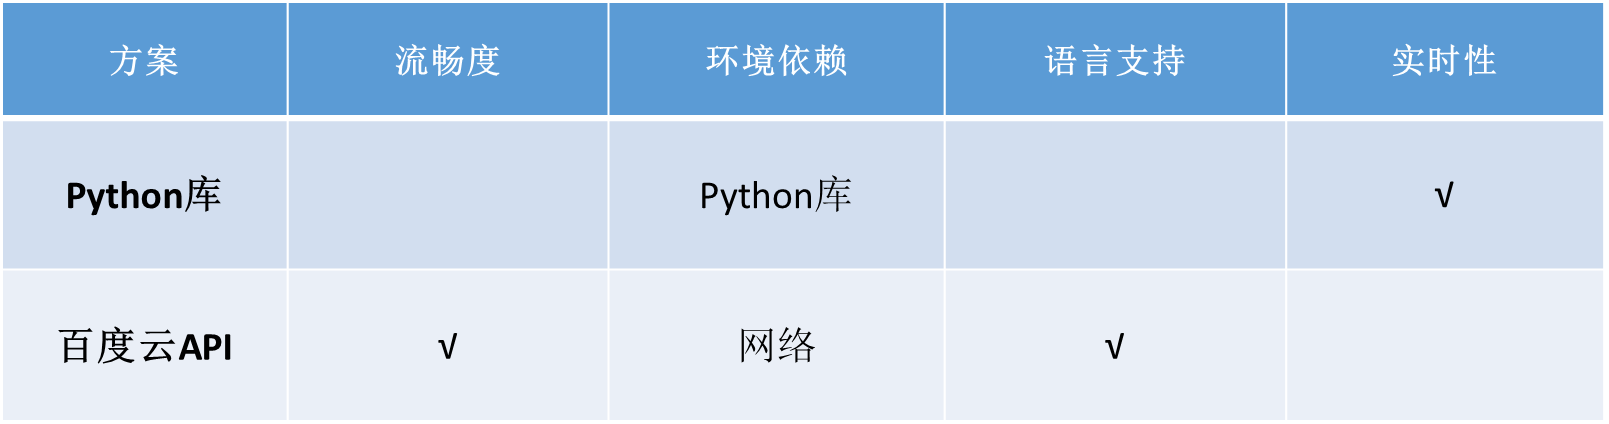 方案 流畅度 环境依赖 语言支持 实时性
Python库 Python库 √
百度云API √ 网络 √